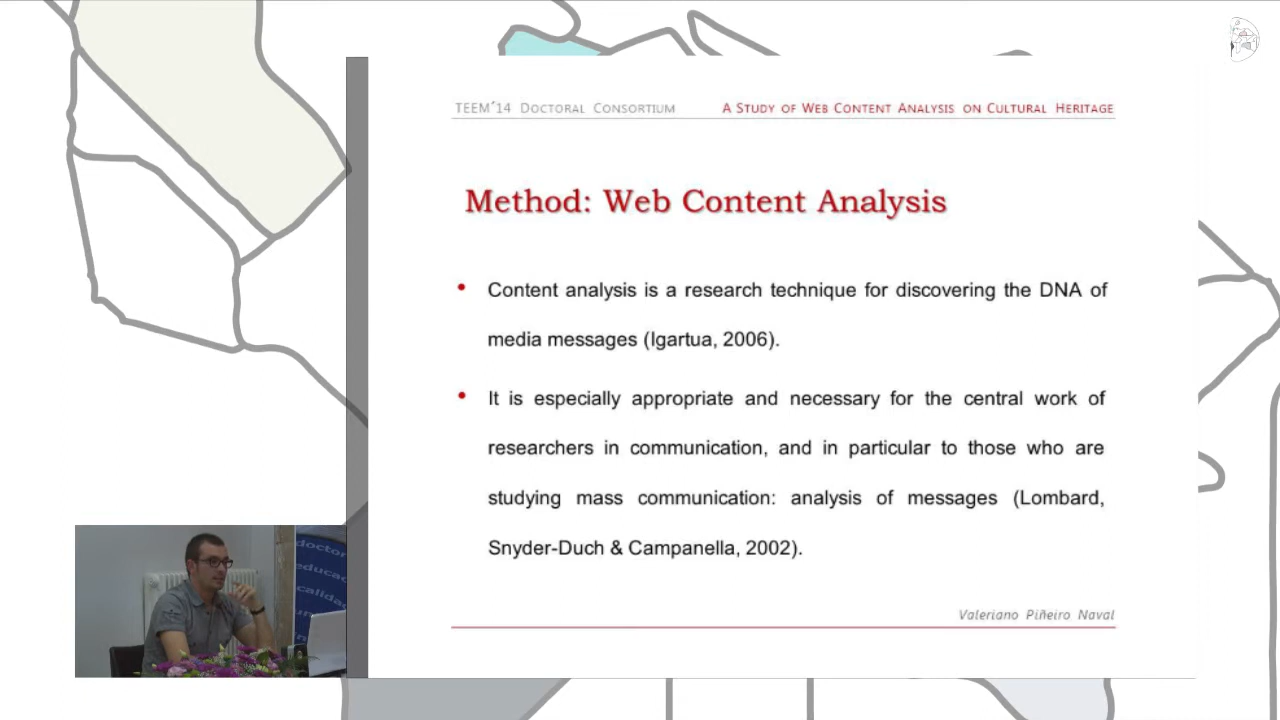 TEEM´14 DOCTORAL CONSORTIUM
A STUDY OF WEB CONTENT ANALYSIS ON CULTURAL HERITAGE
Method: Web Content Analysis
• Content analysis is a research technique for discovering the DNA of
media messages (Igartua, 2006).
• It is especially appropriate and necessary for the central work of
researchers in communication, and in particular to those who are
studying mass communication: analysis of messages (Lombard,
Snyder-Duch & Campanella, 2002).
Valeriano Piñeiro Naval
doctor
educac
calidad